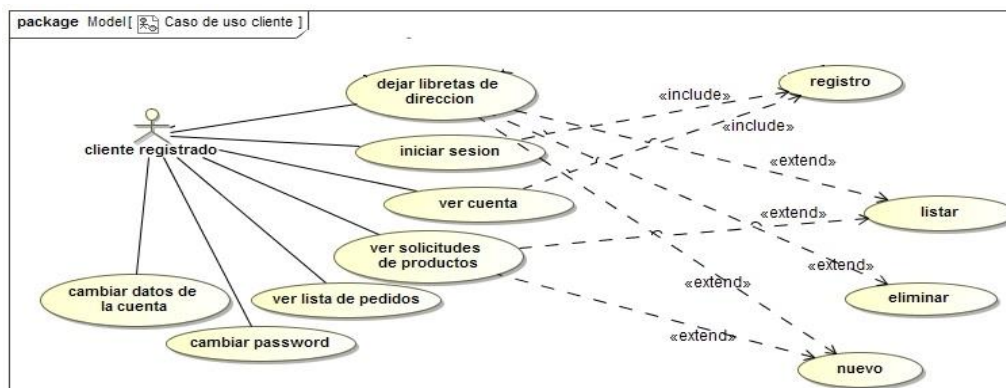 package Model[ Caso de uso cliente ]
dejar libretas de
direccion
registro
«include»
cliente registrado
iniciar sesion
«include»
«extend»
ver cuenta
listar
«extend»
ver solicitudes
de productos
«extend»
cambiar datos de
la cuenta
ver lista de pedidos
«extend»
eliminar
cambiar password
«extend»
nuevo